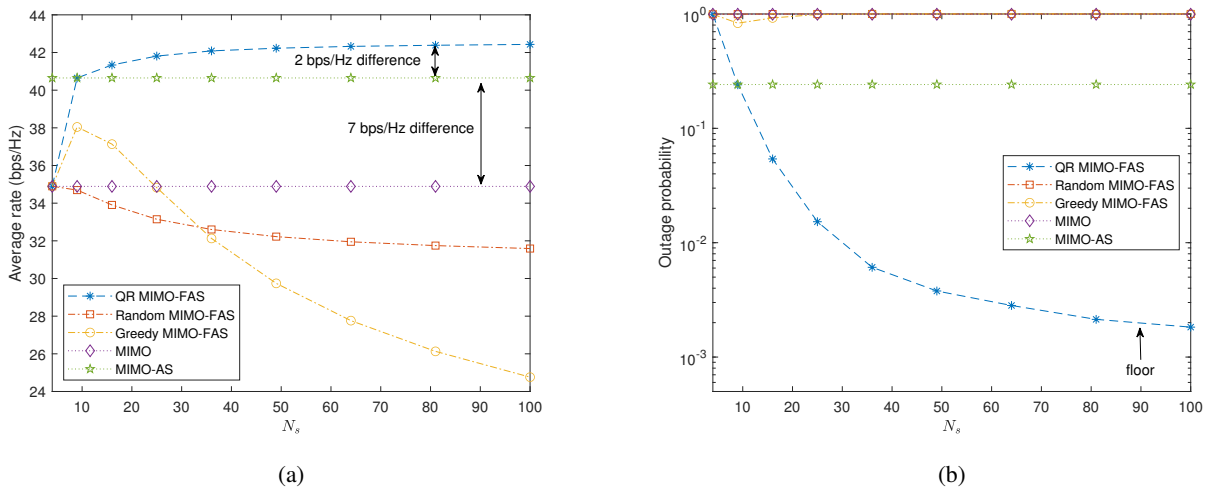 44
42
40
38
36
34
32
30
28
26
24
Average rate (bps/Hz)
2 bps/Hz difference
7 bps/Hz difference
QR MIMO-FAS
Random MIMO-FAS
Greedy MIMO-FAS
MIMO
MIMO-AS
10 20 30 40 50 60 70 80 90 100
N_s
(a)
10^0
10^-1
10^-2
10^-3
Outage probability
QR MIMO-FAS
Random MIMO-FAS
Greedy MIMO-FAS
MIMO
MIMO-AS
floor
10 20 30 40 50 60 70 80 90 100
N_s
(b)